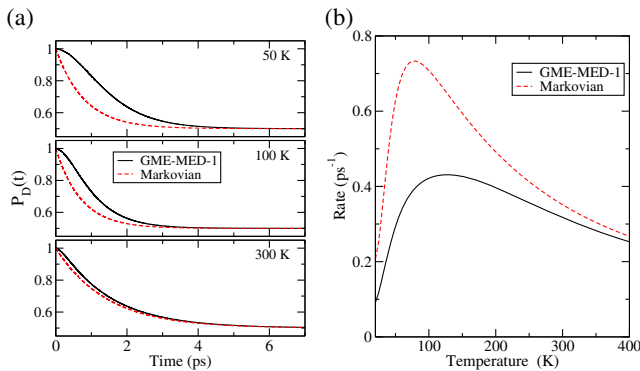 (a)
50 K
1
0.8
0.6
100 K
1
GME-MED-1
Markovian
0.8
0.6
P_D(t)
300 K
1
0.8
0.6
0 2 4 6
Time (ps)
(b)
0.8
GME-MED-1
Markovian
0.6
0.4
0.2
0
Rate (ps⁻¹)
100 200 300 400
Temperature (K)